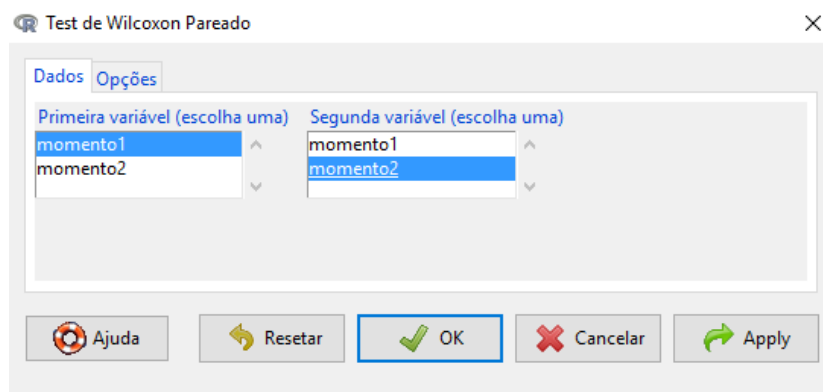 R Test de Wilcoxon Pareado
Dados Opções
Primeira variável (escolha uma) Segunda variável (escolha uma)
momento1 momento1
momento2 momento2
Ajuda Resetar OK Cancelar Apply